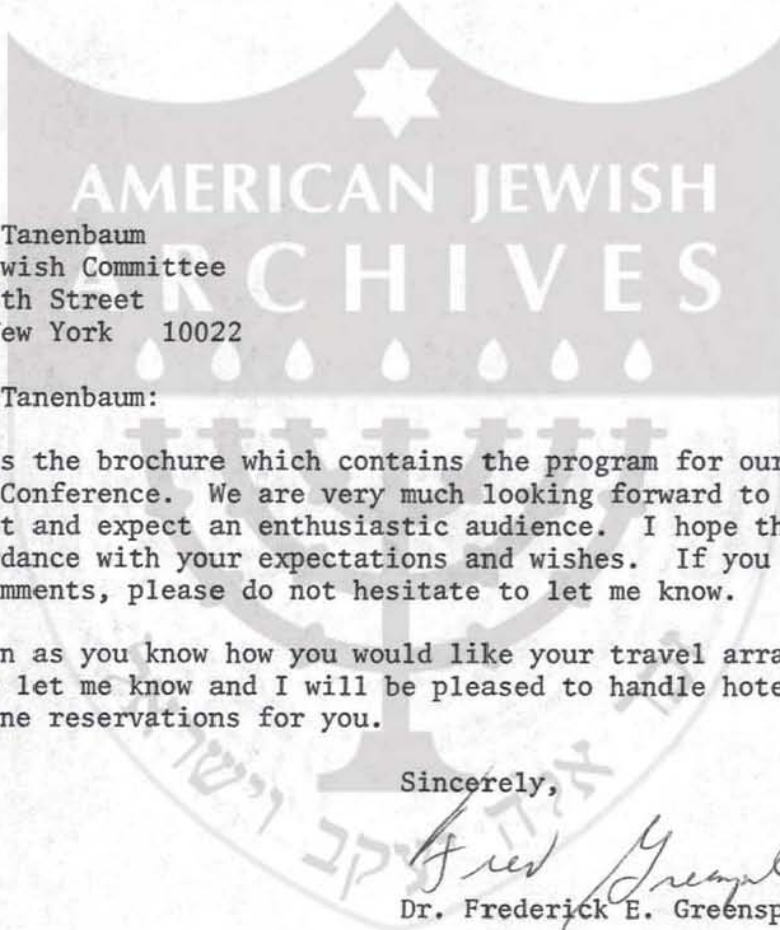 AMERICAN JEWISH
ARCHIVES
Tanenbaum
wish Committee
th Street
ew York 10022
Tanenbaum:
s the brochure which contains the program for our
Conference. We are very much looking forward to
t and expect an enthusiastic audience. I hope th
dance with your expectations and wishes. If you
mments, please do not hesitate to let me know.
n as you know how you would like your travel arra
let me know and I will be pleased to handle hote
ne reservations for you.
Sincerely,
Fred
Dr. Frederick E. Greensp
אלה
יעקב וישרא